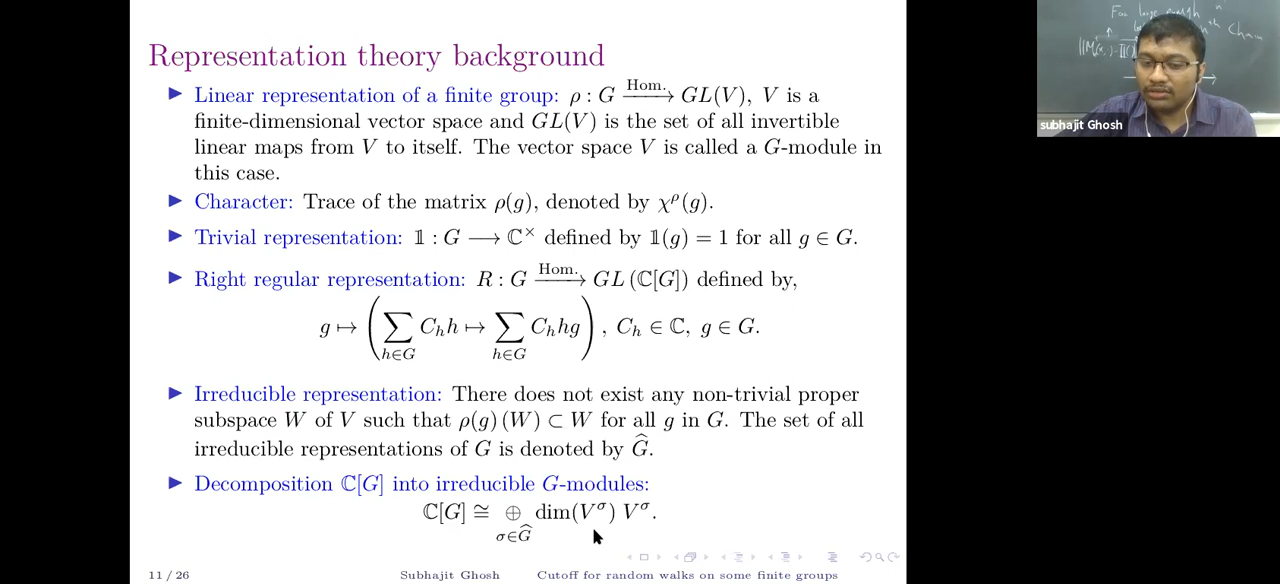 Representation theory background
▶ Linear representation of a finite group: ρ : G —Hom.→ GL(V), V is a
finite-dimensional vector space and GL(V) is the set of all invertible
linear maps from V to itself. The vector space V is called a G-module in
this case.
▶ Character: Trace of the matrix ρ(g), denoted by χ^ρ(g).
▶ Trivial representation: 𝟙 : G ⟶ ℂ^× defined by 𝟙(g) = 1 for all g ∈ G.
▶ Right regular representation: R : G —Hom.→ GL (ℂ[G]) defined by,
g ↦ ( ∑_{h∈G} C_h h ↦ ∑_{h∈G} C_h hg ), C_h ∈ ℂ, g ∈ G.
▶ Irreducible representation: There does not exist any non-trivial proper
subspace W of V such that ρ(g) (W) ⊂ W for all g in G. The set of all
irreducible representations of G is denoted by Ĝ.
▶ Decomposition ℂ[G] into irreducible G-modules:
ℂ[G] ≅ ⊕_{σ∈Ĝ} dim(V^σ) V^σ.
11 / 26 Subhajit Ghosh Cutoff for random walks on some finite groups
For large enough
Chain
subhajit Ghosh